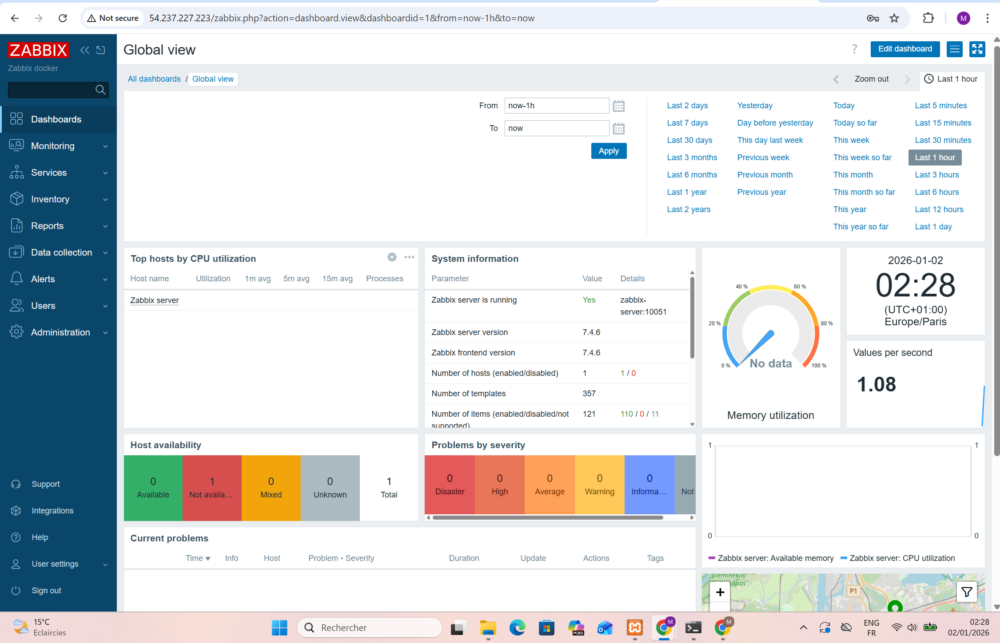 Not secure
54.237.227.223/zabbix.php?action=dashboard.view&dashboardid=1&from=now-1h&to=now
M
ZABBIX
Zabbix docker
Dashboards
Monitoring
Services
Inventory
Reports
Data collection
Alerts
Users
Administration
Support
Integrations
Help
User settings
Sign out
Global view
? Edit dashboard
All dashboards / Global view
Zoom out
Last 1 hour
From now-1h
To now
Apply
Last 2 days Yesterday Today Last 5 minutes
Last 7 days Day before yesterday Today so far Last 15 minutes
Last 30 days This day last week This week Last 30 minutes
Last 3 months Previous week This week so far Last 1 hour
Last 6 months Previous month This month Last 3 hours
Last 1 year Previous year This month so far Last 6 hours
Last 2 years This year Last 12 hours
This year so far Last 1 day
Top hosts by CPU utilization
Host name Utilization 1m avg 5m avg 15m avg Processes
Zabbix server
System information
Parameter Value Details
Zabbix server is running Yes zabbix-
server:10051
Zabbix server version 7.4.6
Zabbix frontend version 7.4.6
Number of hosts (enabled/disabled) 1 1 / 0
Number of templates 357
Number of items (enabled/disabled/not 121 110 / 0 / 11
supported)
40 % 60 %
20 % 80 %
0 % No data 100 %
Memory utilization
2026-01-02
02:28
(UTC+01:00)
Europe/Paris
Values per second
1.08
Host availability
0 1 0 0 1
Available Not availa... Mixed Unknown Total
Problems by severity
0 0 0 0 0
Disaster High Average Warning Informa... Not
1 1
0 0
Zabbix server: Available memory Zabbix server: CPU utilization
Current problems
Time Info Host Problem • Severity Duration Update Actions Tags
piemineklis
P1
+
15°C
Eclaircies
Rechercher
M365
M
M
ENG
FR
02:28
02/01/2026